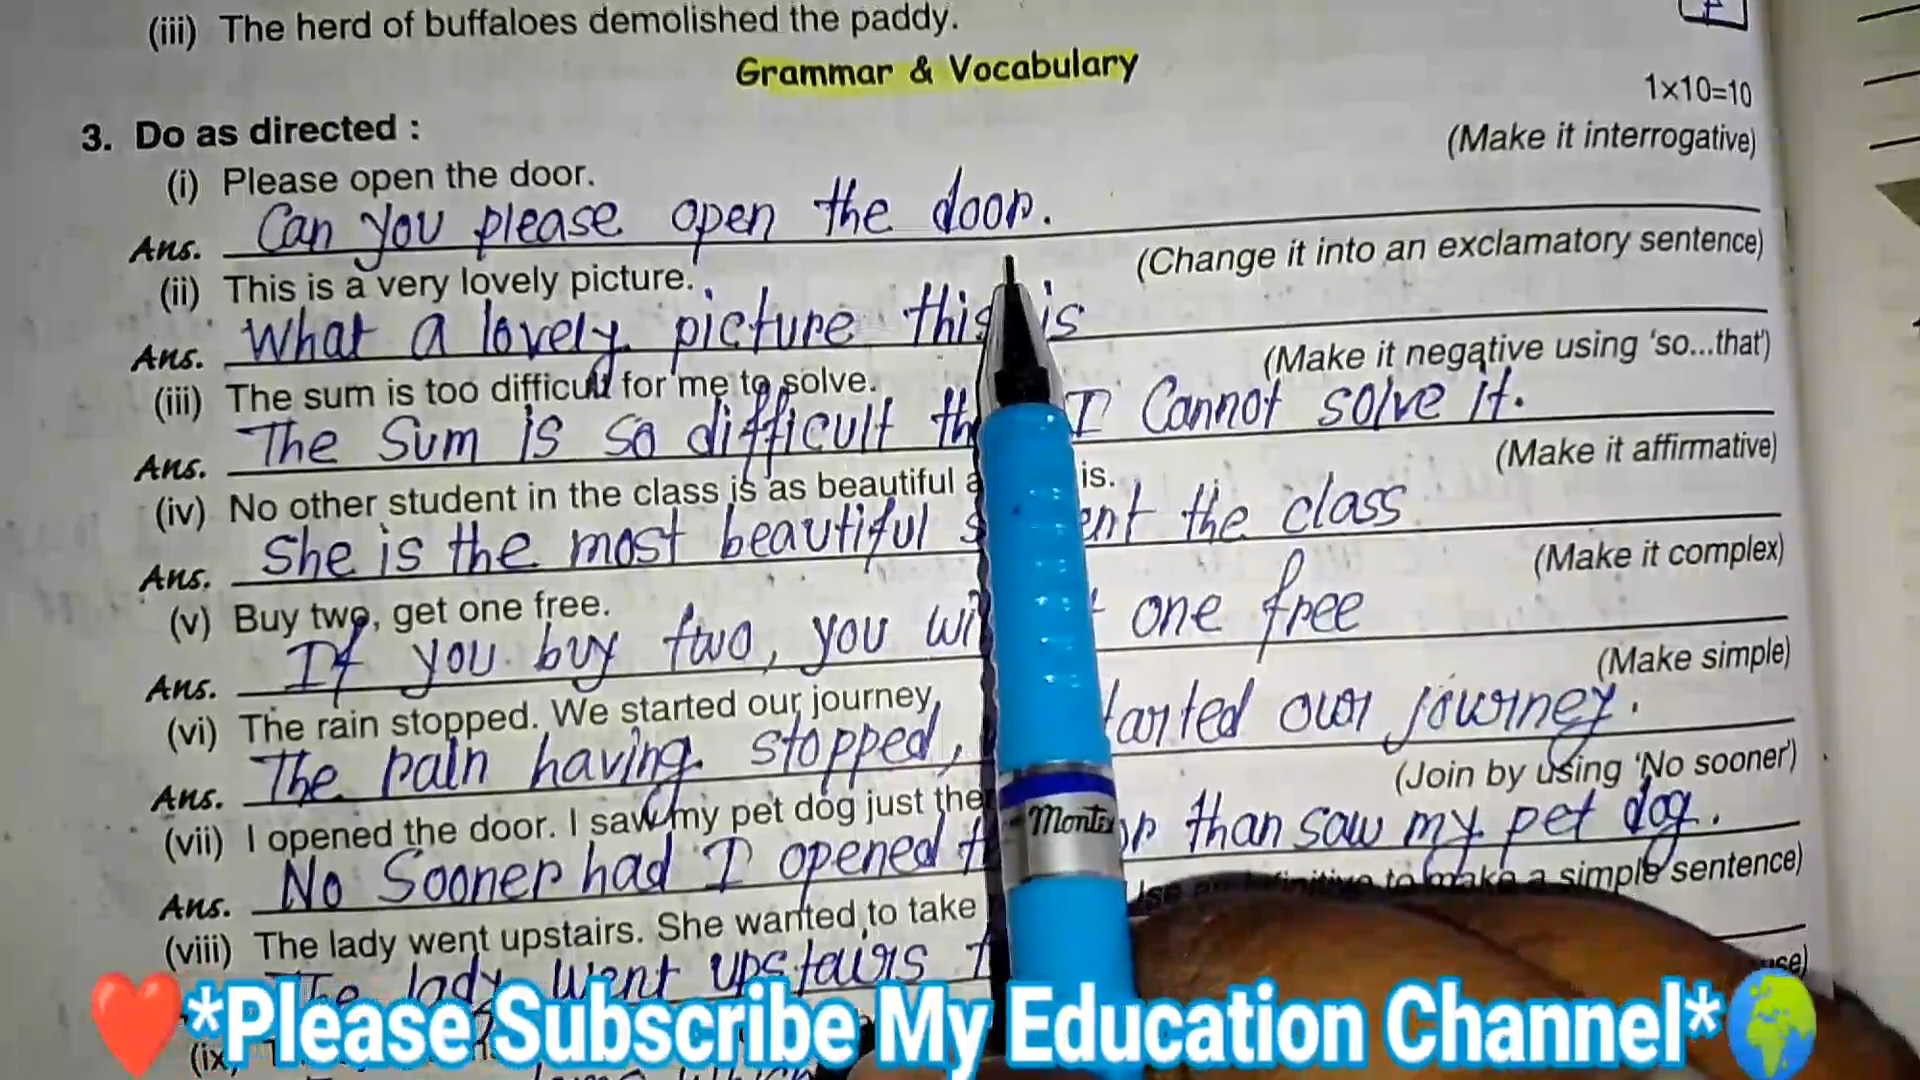 (iii) The herd of buffaloes demolished the paddy.
Grammar & Vocabulary
1×10=10
3. Do as directed :
(i) Please open the door. (Make it interrogative)
Ans. Can you please open the door.
(ii) This is a very lovely picture. (Change it into an exclamatory sentence)
Ans. What a lovely picture this is
(iii) The sum is too difficult for me to solve. (Make it negative using 'so...that')
Ans. The Sum is so difficult I Cannot solve it.
(iv) No other student in the class is as beautiful is. (Make it affirmative)
Ans. She is the most beautiful the class
(v) Buy two, get one free. (Make it complex)
Ans. If you buy two, you one free
(vi) The rain stopped. We started our journey. (Make simple)
Ans. The rain having stopped, started our journey.
(vii) I opened the door. I saw my pet dog just then (Join by using 'No sooner')
Ans. No Sooner had I opened than saw my pet dog.
(viii) The lady went upstairs. She wanted to take to make a simple sentence)
lady went upstairs
*Please Subscribe My Education Channel*
(ix)
which
Montex